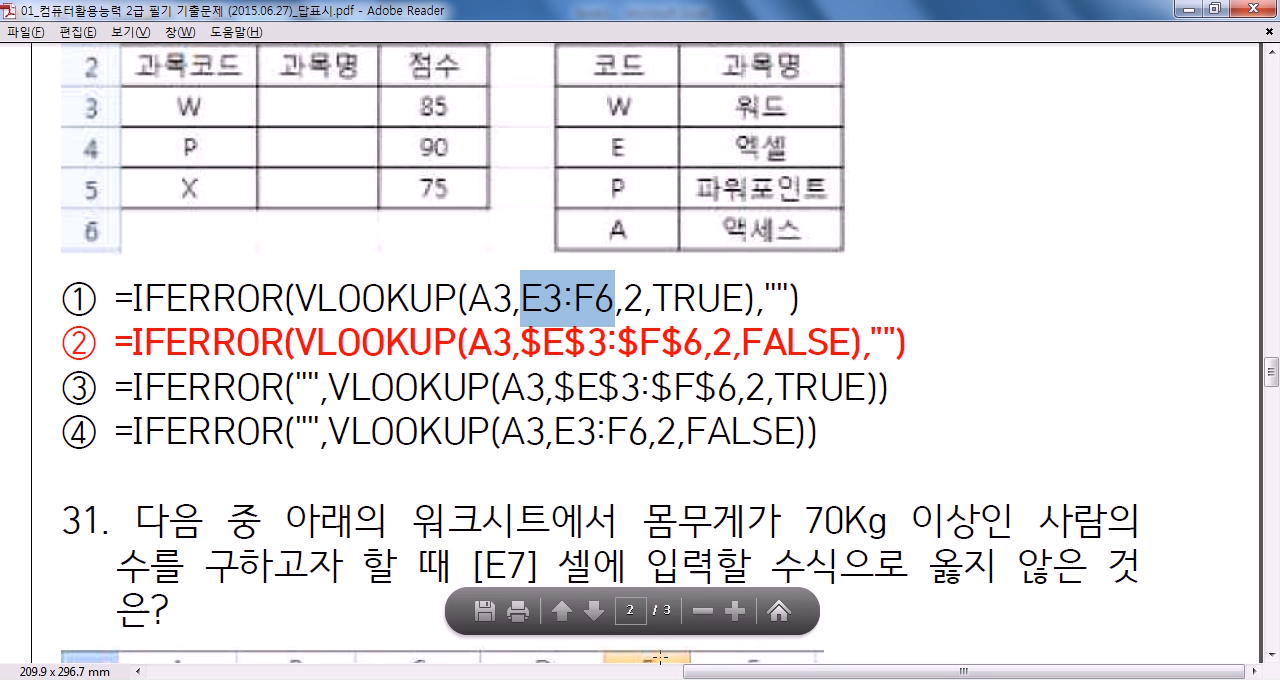 01_컴퓨터활용능력 2급 필기 기출문제 (2015.06.27)_답표시.pdf - Adobe Reader
파일(F) 편집(E) 보기(V) 창(W) 도움말(H)
2 과목코드 과목명 점수 코드 과목명
3 W 85 W 워드
4 P 90 E 엑셀
5 X 75 P 파워포인트
6 A 액세스
① =IFERROR(VLOOKUP(A3,E3:F6,2,TRUE),"")
② =IFERROR(VLOOKUP(A3,$E$3:$F$6,2,FALSE),"")
③ =IFERROR("",VLOOKUP(A3,$E$3:$F$6,2,TRUE))
④ =IFERROR("",VLOOKUP(A3,E3:F6,2,FALSE))
31. 다음 중 아래의 워크시트에서 몸무게가 70Kg 이상인 사람의
수를 구하고자 할 때 [E7] 셀에 입력할 수식으로 옳지 않은 것
은?
2 / 3
209.9 x 296.7 mm